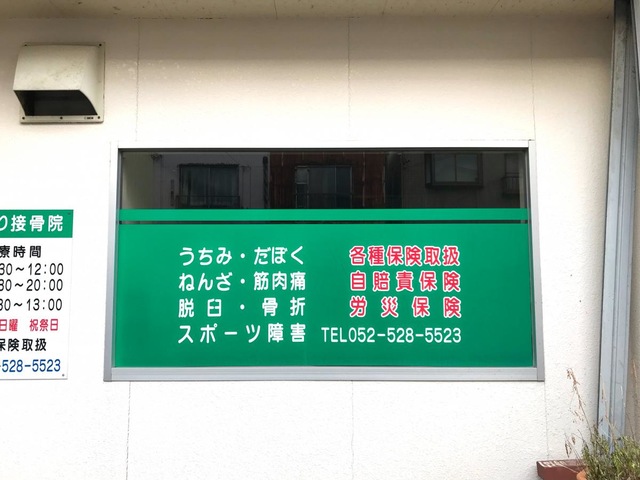 接骨院
療時間
30～12:00
30～20:00
30～13:00
日曜 祝祭日
保険取扱
-528-5523
うちみ・だぼく 各種保険取扱
ねんざ・筋肉痛 自賠責保険
脱臼・骨折 労災保険
スポーツ障害 TEL052-528-5523